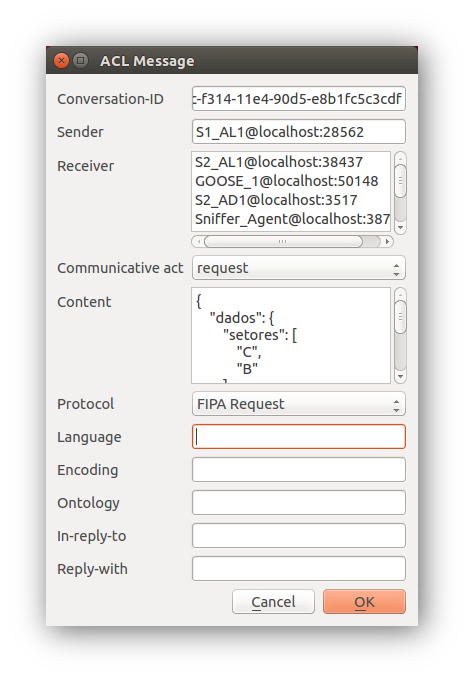 ACL Message
Conversation-ID
-f314-11e4-90d5-e8b1fc5c3cdf
Sender
S1_AL1@localhost:28562
Receiver
S2_AL1@localhost:38437
GOOSE_1@localhost:50148
S2_AD1@localhost:3517
Sniffer_Agent@localhost:387
Communicative act
request
Content
{
"dados": {
"setores": [
"C",
"B"
Protocol
FIPA Request
Language
Encoding
Ontology
In-reply-to
Reply-with
Cancel
OK